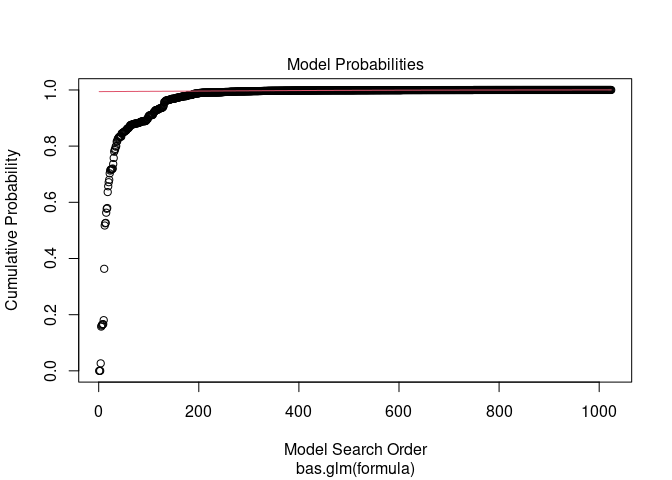 Model Probabilities
Cumulative Probability
1.0
0.8
0.6
0.4
0.2
0.0
0 200 400 600 800 1000
Model Search Order
bas.glm(formula)